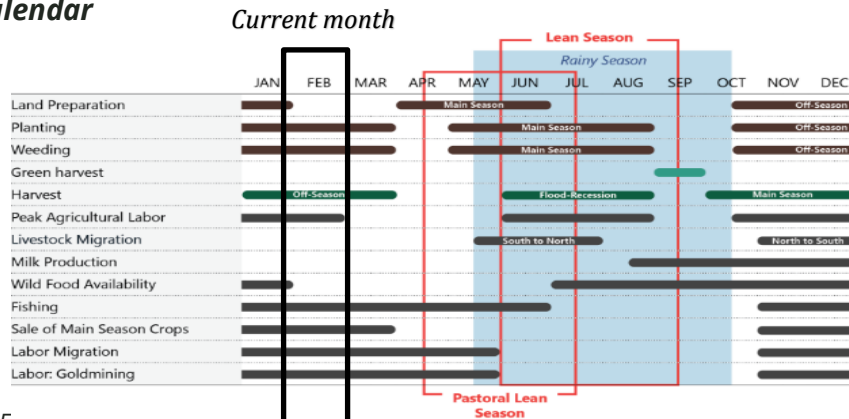 alendar
Current month
Lean Season
Rainy Season
JAN FEB MAR APR MAY JUN JUL AUG SEP OCT NOV DEC
Land Preparation Main Season Off-Season
Planting Main Season Off-Season
Weeding Main Season Off-Season
Green harvest
Harvest Off-Season Flood-Recession Main Season
Peak Agricultural Labor
Livestock Migration South to North North to South
Milk Production
Wild Food Availability
Fishing
Sale of Main Season Crops
Labor Migration
Labor: Goldmining
Pastoral Lean
Season